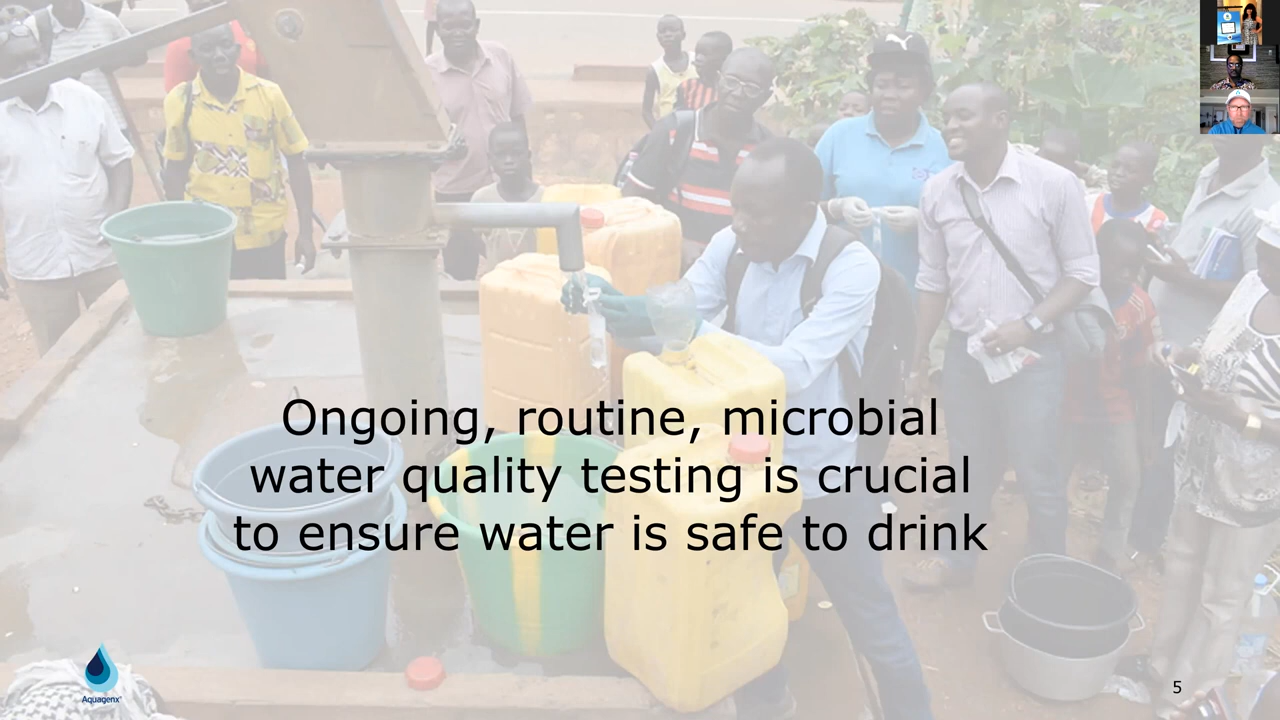 Ongoing, routine, microbial
water quality testing is crucial
to ensure water is safe to drink
Aquagenx
5